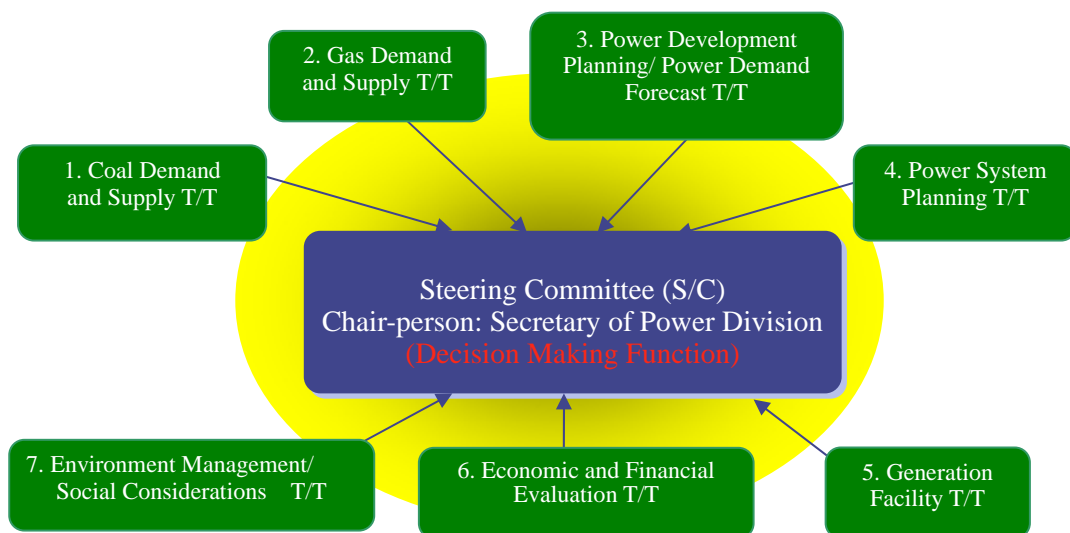 1. Coal Demand
and Supply T/T
2. Gas Demand
and Supply T/T
3. Power Development
Planning/ Power Demand
Forecast T/T
4. Power System
Planning T/T
Steering Committee (S/C)
Chair-person: Secretary of Power Division
(Decision Making Function)
7. Environment Management/
Social Considerations T/T
6. Economic and Financial
Evaluation T/T
5. Generation
Facility T/T